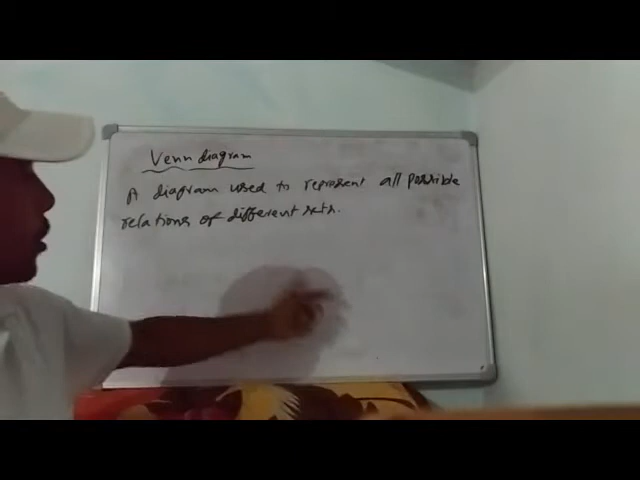 Venn diagram
A diagram used to represent all possible
relations of different sets.